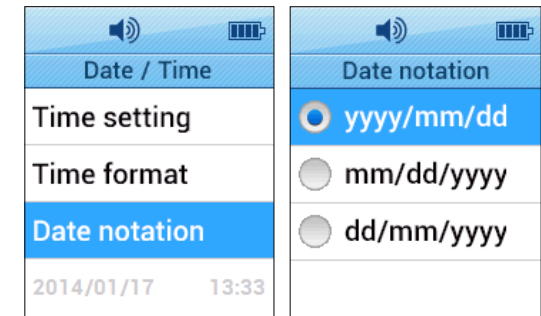 Date / Time
Time setting
Time format
Date notation
2014/01/17 13:33
Date notation
yyyy/mm/dd
mm/dd/yyyy
dd/mm/yyyy